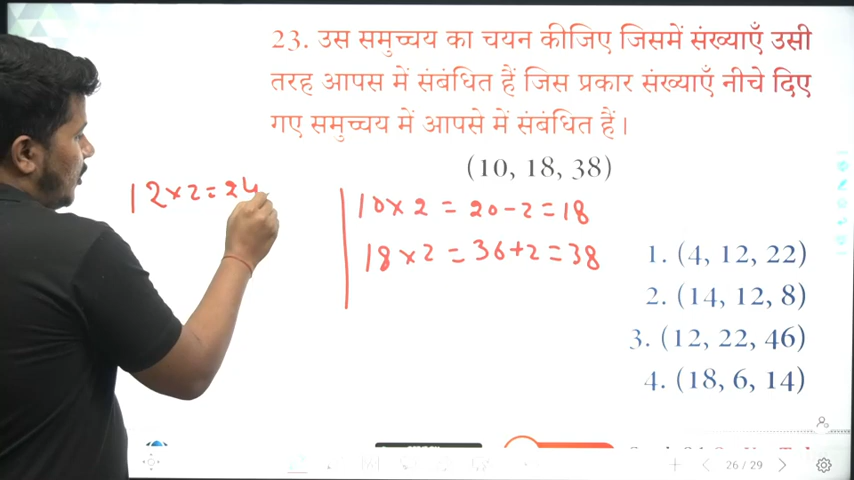 23. उस समुच्चय का चयन कीजिए जिसमें संख्याएँ उसी
तरह आपस में संबंधित हैं जिस प्रकार संख्याएँ नीचे दिए
गए समुच्चय में आपसे में संबंधित हैं।
(10, 18, 38)
12×2=24
10×2 = 20-2=18
18×2 = 36+2=38
1. (4, 12, 22)
2. (14, 12, 8)
3. (12, 22, 46)
4. (18, 6, 14)
26/29